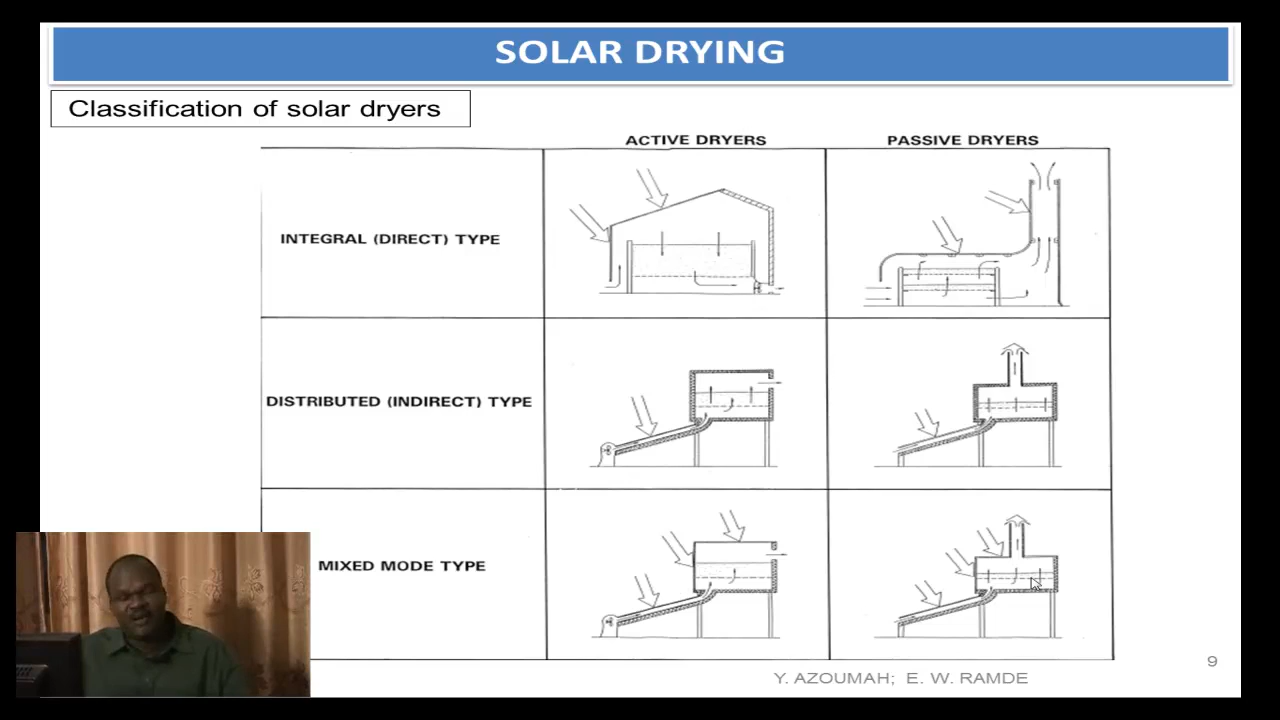 SOLAR DRYING
Classification of solar dryers
ACTIVE DRYERS
PASSIVE DRYERS
INTEGRAL (DIRECT) TYPE
DISTRIBUTED (INDIRECT) TYPE
MIXED MODE TYPE
9
Y. AZOUMAH; E. W. RAMDE